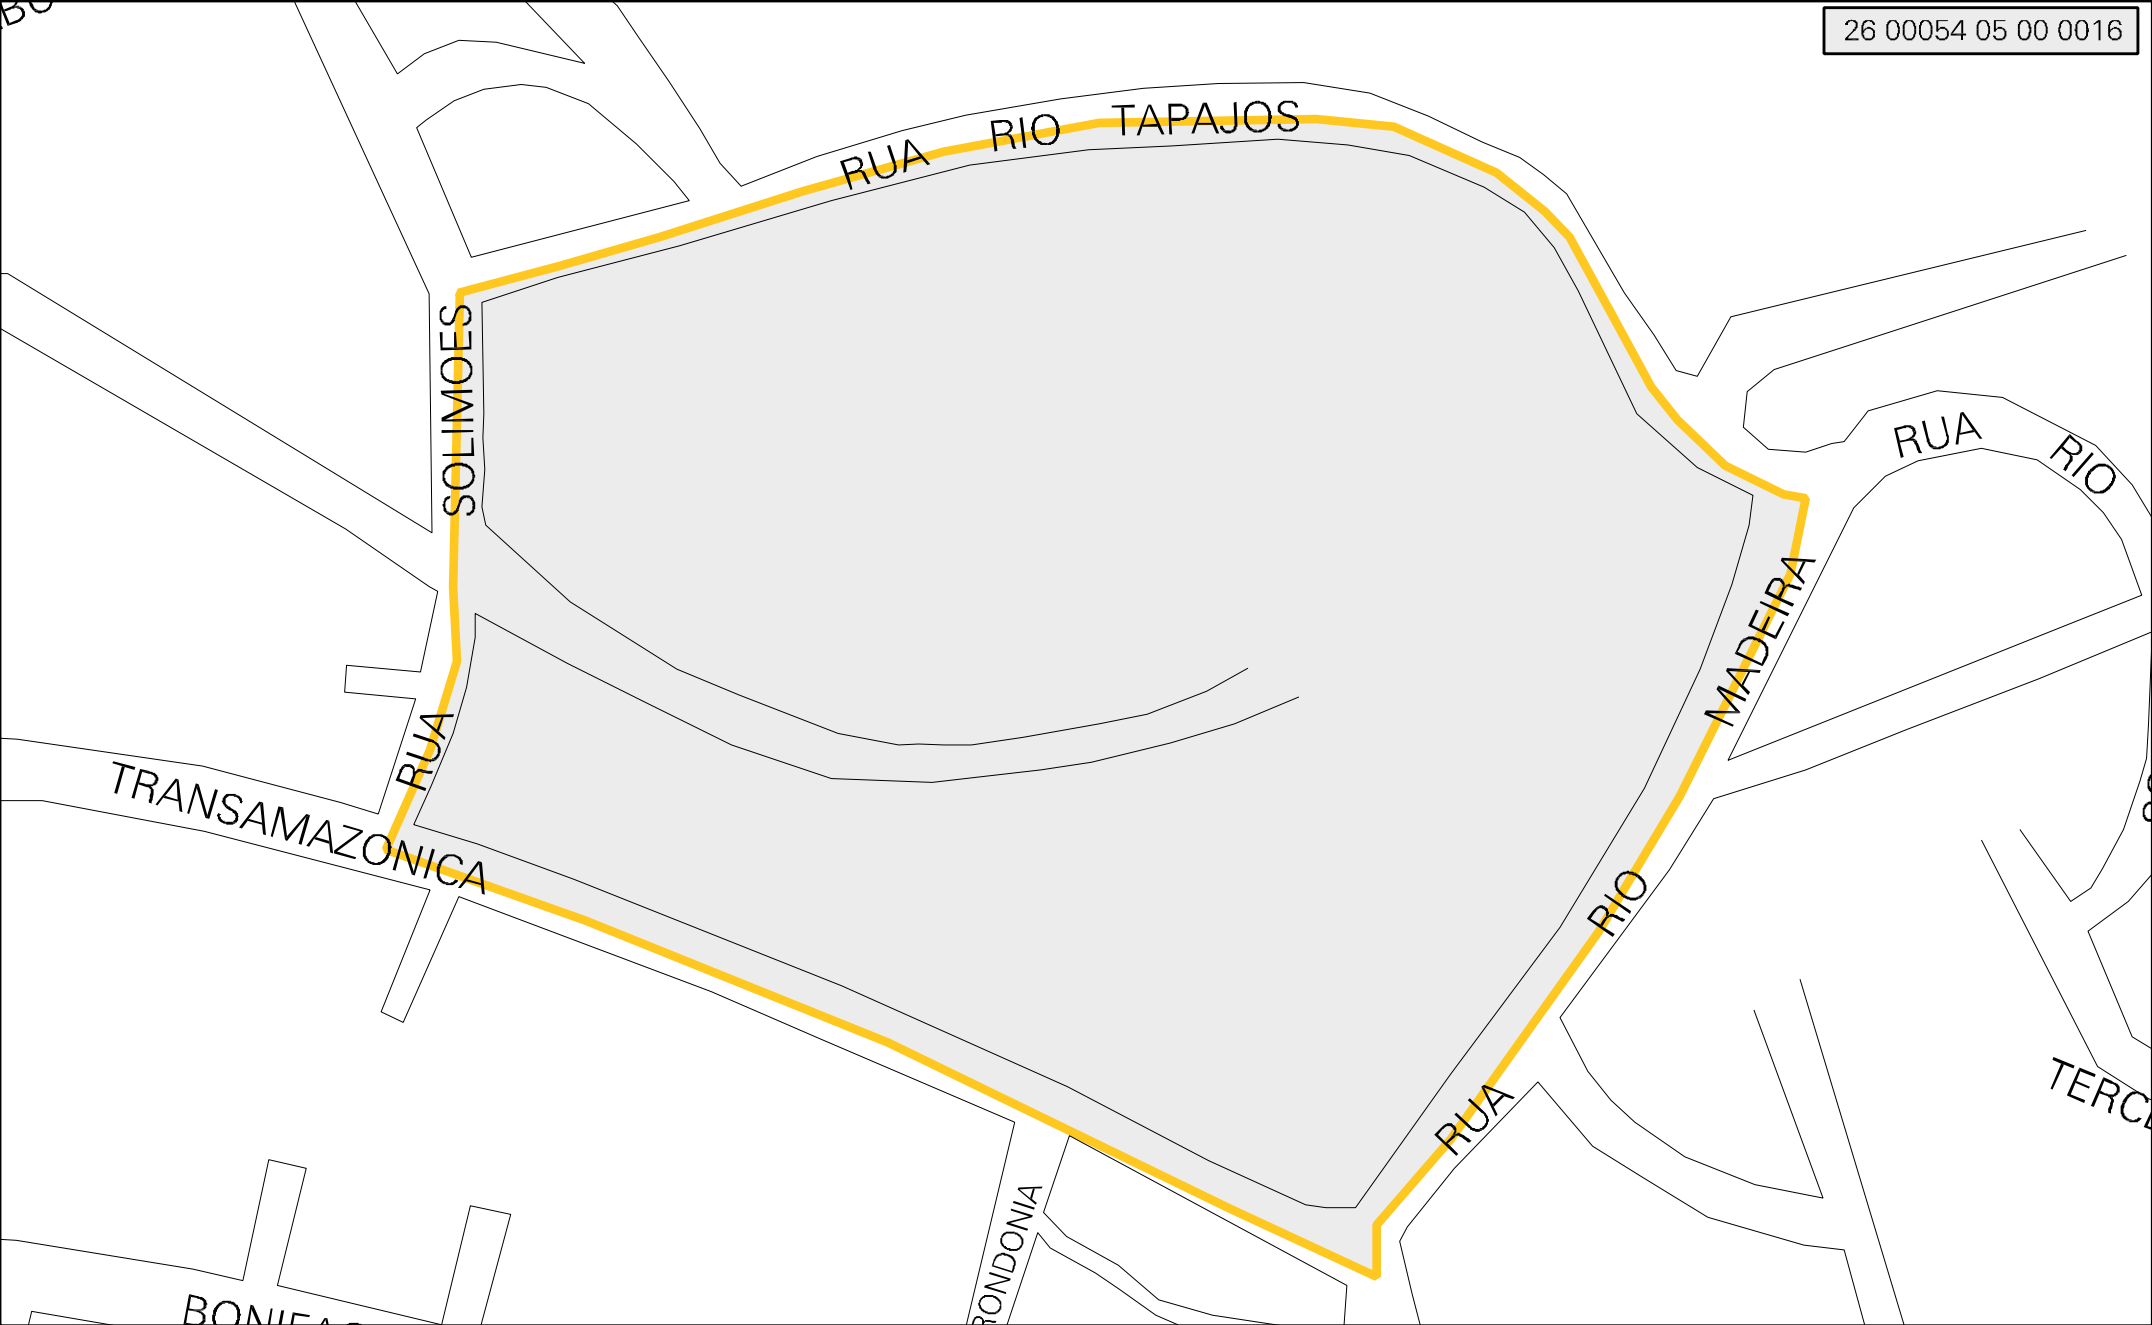 26 00054 05 00 0016
RUA RIO TAPAJOS
RUA SOLIMOES
RUA RIO
RUA RIO MADEIRA
TRANSAMAZONICA
RONDONIA